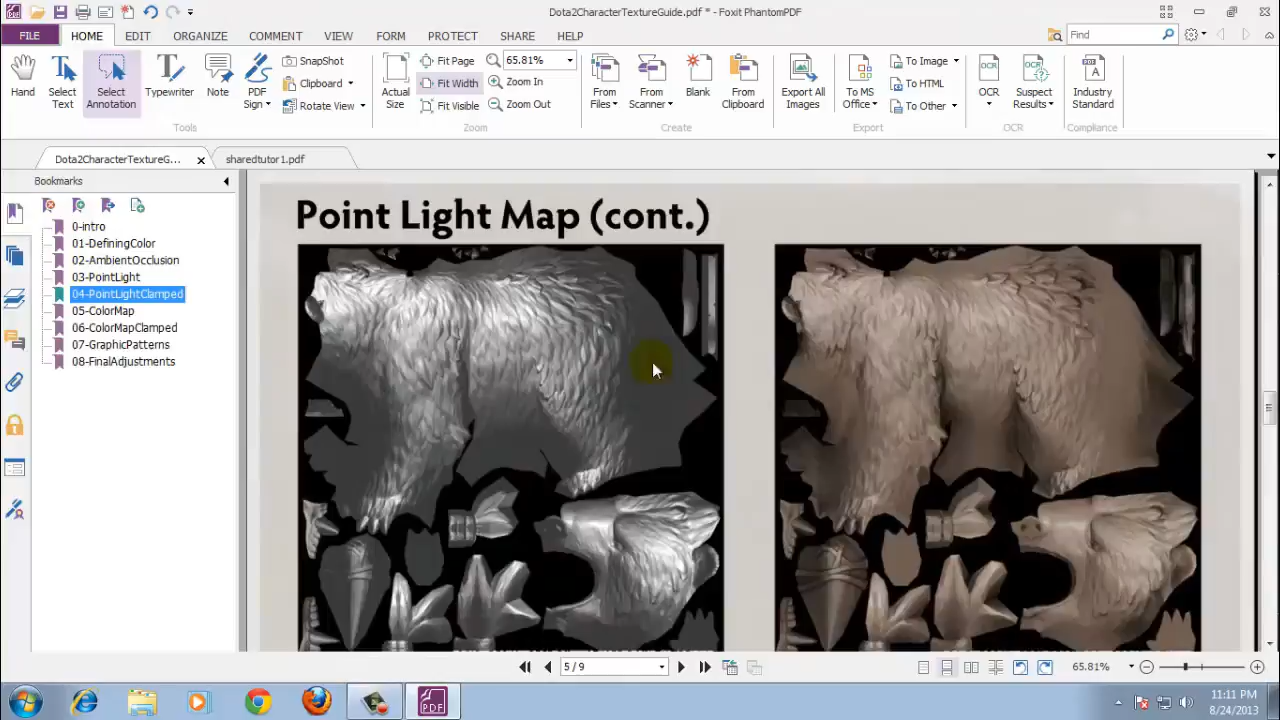 Dota2CharacterTextureGuide.pdf * - Foxit PhantomPDF
FILE HOME EDIT ORGANIZE COMMENT VIEW FORM PROTECT SHARE HELP Find
Hand
Select Text
Select Annotation
Typewriter
Note
PDF Sign
SnapShot
Clipboard
Rotate View
Tools
Actual Size
Fit Page
Fit Width
Fit Visible
65.81%
Zoom In
Zoom Out
Zoom
From Files
From Scanner
Blank
From Clipboard
Create
Export All Images
To MS Office
To Image
To HTML
To Other
Export
OCR
Suspect Results
OCR
Industry Standard
Compliance
Dota2CharacterTextureG... sharedtutor1.pdf
Bookmarks
0-intro
01-DefiningColor
02-AmbientOcclusion
03-PointLight
04-PointLightClamped
05-ColorMap
06-ColorMapClamped
07-GraphicPatterns
08-FinalAdjustments
Point Light Map (cont.)
5 / 9
65.81%
PDF
11:11 PM
8/24/2013